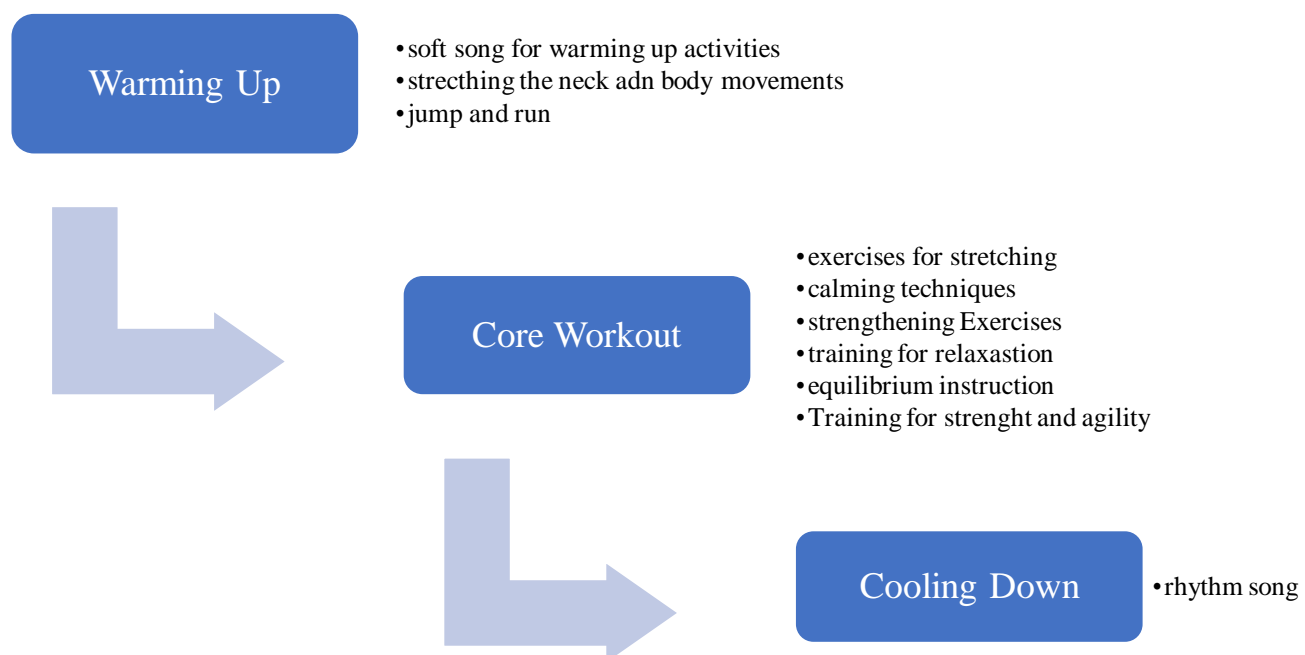 Warming Up
•soft song for warming up activities
•strecthing the neck adn body movements
•jump and run
Core Workout
•exercises for stretching
•calming techniques
•strengthening Exercises
•training for relaxastion
•equilibrium instruction
•Training for strenght and agility
Cooling Down
•rhythm song